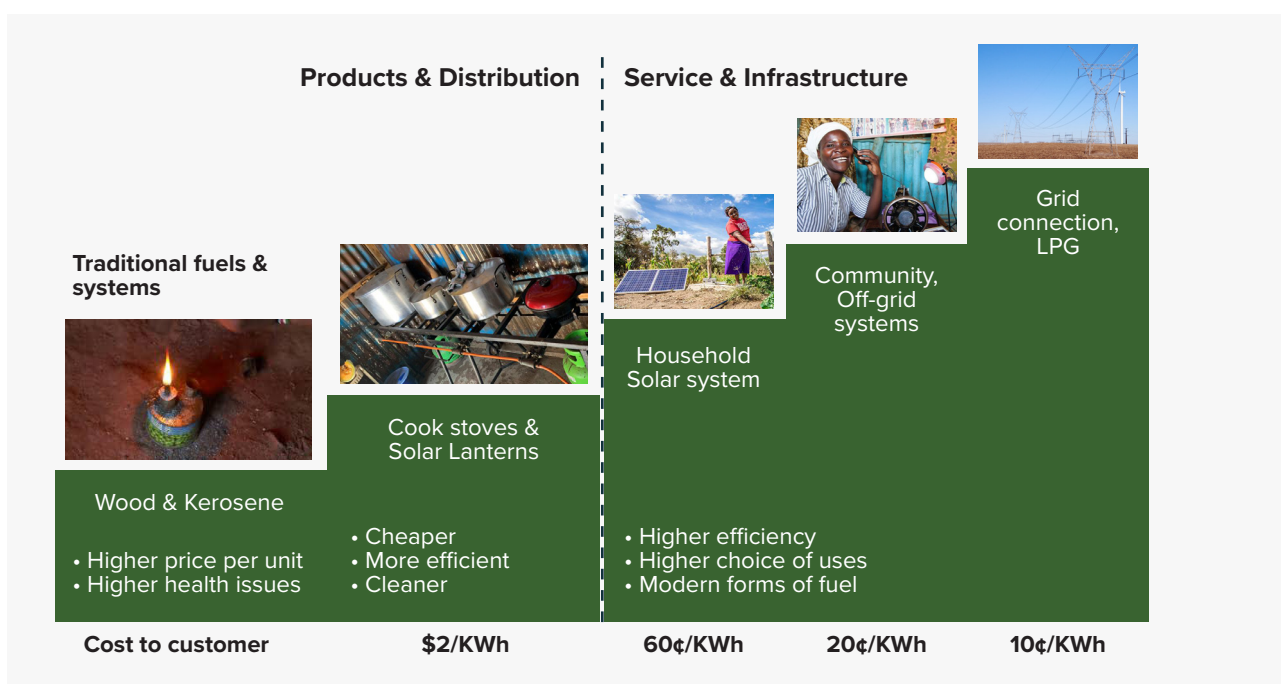 Products & Distribution
Service & Infrastructure
Traditional fuels &
systems
Wood & Kerosene
• Higher price per unit
• Higher health issues
Cook stoves &
Solar Lanterns
• Cheaper
• More efficient
• Cleaner
Household
Solar system
• Higher efficiency
• Higher choice of uses
• Modern forms of fuel
Community,
Off-grid
systems
Grid
connection,
LPG
Cost to customer
$2/KWh
60¢/KWh
20¢/KWh
10¢/KWh